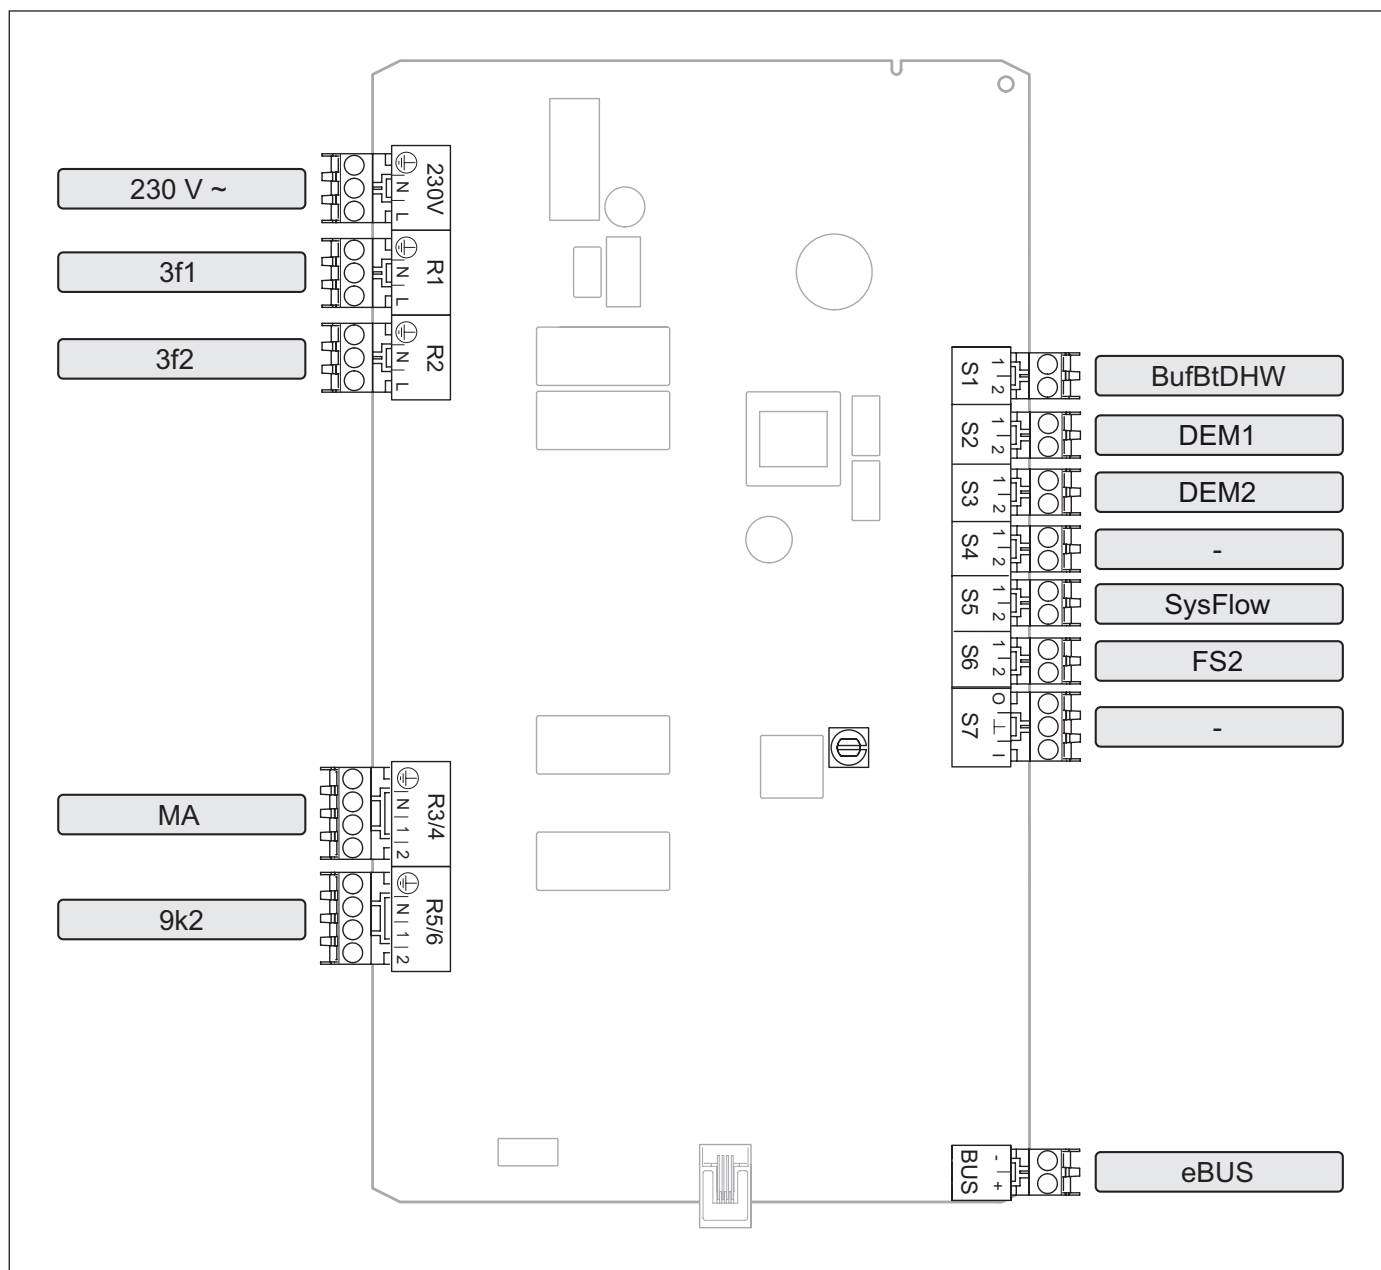 230 V ~
230V
N
L
3f1
R1
N
L
3f2
R2
N
L
S1
1
2
BufBtDHW
S2
1
2
DEM1
S3
1
2
DEM2
S4
1
2
-
S5
1
2
SysFlow
S6
1
2
FS2
S7
O
⊥
I
-
MA
R3/4
N | 1 | 2
9k2
R5/6
N | 1 | 2
BUS
-
+
eBUS